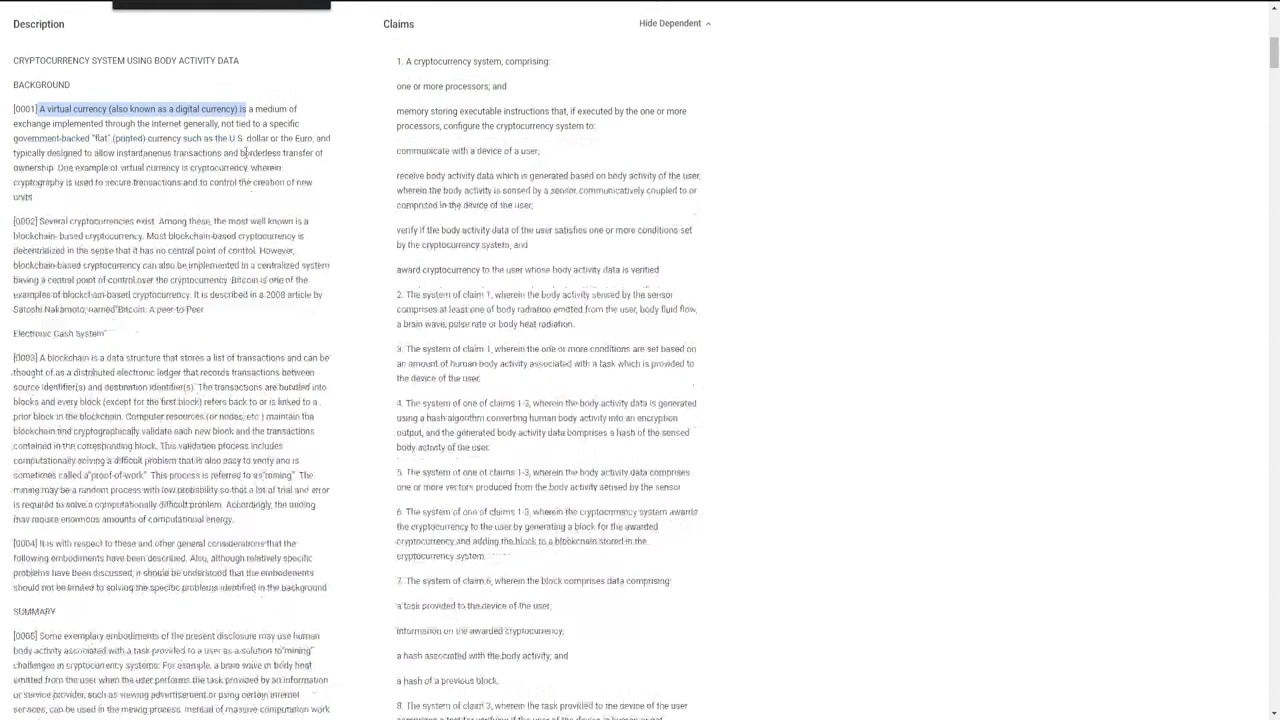 Description
CRYPTOCURRENCY SYSTEM USING BODY ACTIVITY DATA
BACKGROUND
[0001] A virtual currency (also known as a digital currency) is a medium of
exchange implemented through the Internet generally, not tied to a specific
government-backed "flat" (printed) currency such as the U.S. dollar or the Euro, and
typically designed to allow instantaneous transactions and borderless transfer of
ownership. One example of virtual currency is cryptocurrency, wherein
cryptography is used to secure transactions and to control the creation of new
units
[0002] Several cryptocurrencies exist. Among these, the most well known is a
blockchain- based cryptocurrency. Most blockchain-based cryptocurrency is
decentralized in the sense that it has no central point of control. However,
blockchain-based cryptocurrency can also be implemented in a centralized system
having a central point of control over the cryptocurrency. Bitcoin is one of the
examples of blockchain-based cryptocurrency. It is described in a 2008 article by
Satoshi Nakamoto, named "Bitcoin: A peer-to-Peer
Electronic Cash System"
[0003] A blockchain is a data structure that stores a list of transactions and can be
thought of as a distributed electronic ledger that records transactions between
source identifier(s) and destination identifier(s). The transactions are bundled into
blocks and every block (except for the first block) refers back to or is linked to a
prior block in the blockchain. Computer resources (or nodes, etc.) maintain the
blockchain and cryptographically validate each new block and the transactions
contained in the corresponding block. This validation process includes
computationally solving a difficult problem that is also easy to verify and is
sometimes called a "proof-of-work". This process is referred to as "mining". The
mining may be a random process with low probability so that a lot of trial and error
is required to solve a computationally difficult problem. Accordingly, the mining
may require enormous amounts of computational energy.
[0004] It is with respect to these and other general considerations that the
following embodiments have been described. Also, although relatively specific
problems have been discussed, it should be understood that the embodiments
should not be limited to solving the specific problems identified in the background
SUMMARY
[0005] Some exemplary embodiments of the present disclosure may use human
body activity associated with a task provided to a user as a solution to "mining"
challenges in cryptocurrency systems. For example, a brain wave or body heat
emitted from the user when the user performs the task provided by an information
or service provider, such as viewing advertisement or using certain internet
services, can be used in the mining process. Instead of massive computation work
Claims
Hide Dependent
1. A cryptocurrency system, comprising:
one or more processors; and
memory storing executable instructions that, if executed by the one or more
processors, configure the cryptocurrency system to:
communicate with a device of a user;
receive body activity data which is generated based on body activity of the user,
wherein the body activity is sensed by a sensor communicatively coupled to or
comprised in the device of the user;
verify if the body activity data of the user satisfies one or more conditions set
by the cryptocurrency system, and
award cryptocurrency to the user whose body activity data is verified
2. The system of claim 1, wherein the body activity sensed by the sensor
comprises at least one of body radiation emitted from the user, body fluid flow,
a brain wave, pulse rate or body heat radiation.
3. The system of claim 1, wherein the one or more conditions are set based on
an amount of human body activity associated with a task which is provided to
the device of the user.
4. The system of one of claims 1-3, wherein the body activity data is generated
using a hash algorithm converting human body activity into an encryption
output, and the generated body activity data comprises a hash of the sensed
body activity of the user.
5. The system of one of claims 1-3, wherein the body activity data comprises
one or more vectors produced from the body activity sensed by the sensor
6. The system of one of claims 1-3, wherein the cryptocurrency system awards
the cryptocurrency to the user by generating a block for the awarded
cryptocurrency and adding the block to a blockchain stored in the
cryptocurrency system.
7. The system of claim 6, wherein the block comprises data comprising:
a task provided to the device of the user;
information on the awarded cryptocurrency;
a hash associated with the body activity; and
a hash of a previous block.
8. The system of claim 3, wherein the task provided to the device of the user